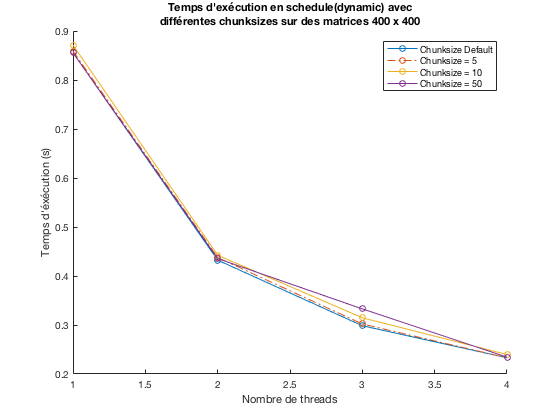 Temps d'exécution en schedule(dynamic) avec
différentes chunksizes sur des matrices 400 x 400
Chunksize Default
Chunksize = 5
Chunksize = 10
Chunksize = 50
Temps d'éxécution (s)
0.9
0.8
0.7
0.6
0.5
0.4
0.3
0.2
1
1.5
2
2.5
3
3.5
4
Nombre de threads